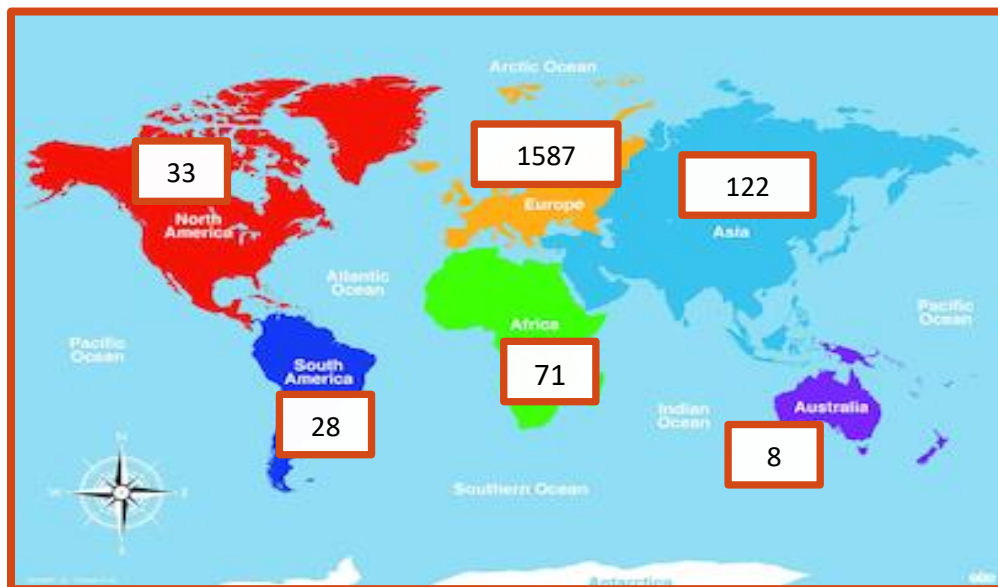 Arctic Ocean
33
1587
122
North
America
Europe
Asia
Atlantic
Ocean
Pacific
Ocean
Africa
Pacific
Ocean
South
America
71
Indian
Ocean
Australia
28
8
N
W
E
S
Southern Ocean
Antarctica
abc